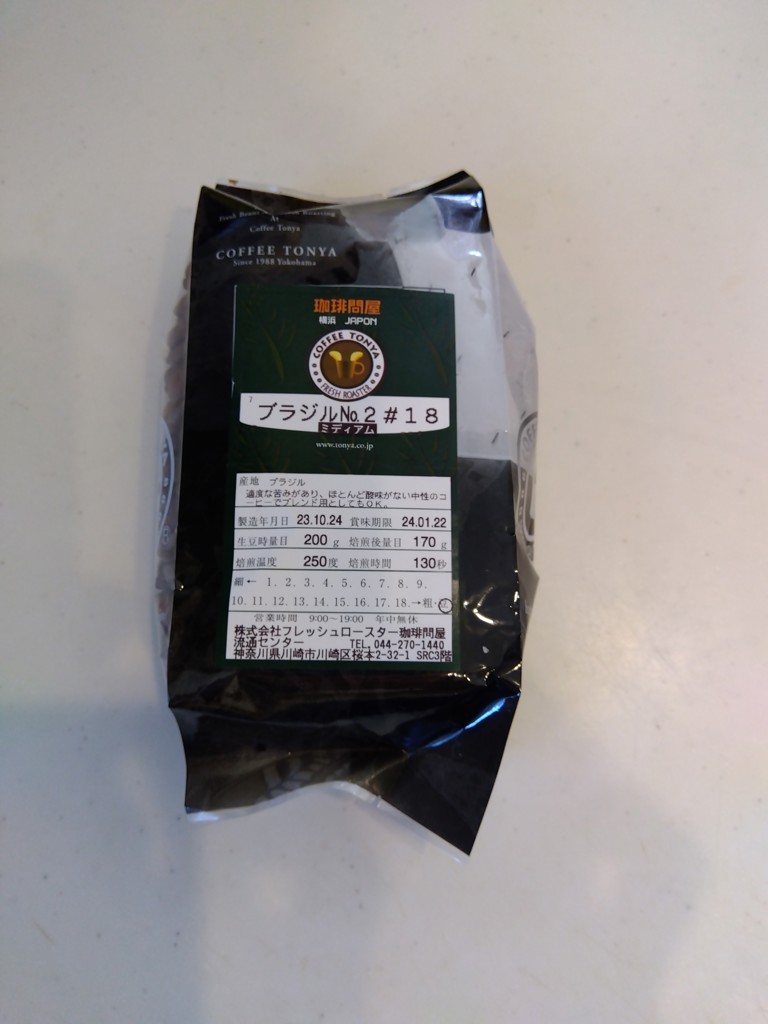 Fresh Beans Roasting
At
Coffee Tonya
COFFEE TONYA
Since 1988 Yokohama
珈琲問屋
横浜 JAPON
COFFEE TONYA
FRESH ROASTER
ブラジルNo.2#18
ミディアム
www.tonya.co.jp
産地 ブラジル
適度な苦みがあり、ほとんど酸味がない中性のコ
ーヒーでブレンド用としてもOK。
製造年月日 23.10.24 賞味期限 24.01.22
生豆時量目 200g 焙煎後量目 170g
焙煎温度 250度 焙煎時間 130秒
細← 1. 2. 3. 4. 5. 6. 7. 8. 9.
10. 11. 12. 13. 14. 15. 16. 17. 18.→粗・豆
営業時間 9:00~19:00 年中無休
株式会社フレッシュロースター珈琲問屋
流通センター TEL.044-270-1440
神奈川県川崎市川崎区桜本2-32-1 SRC3階